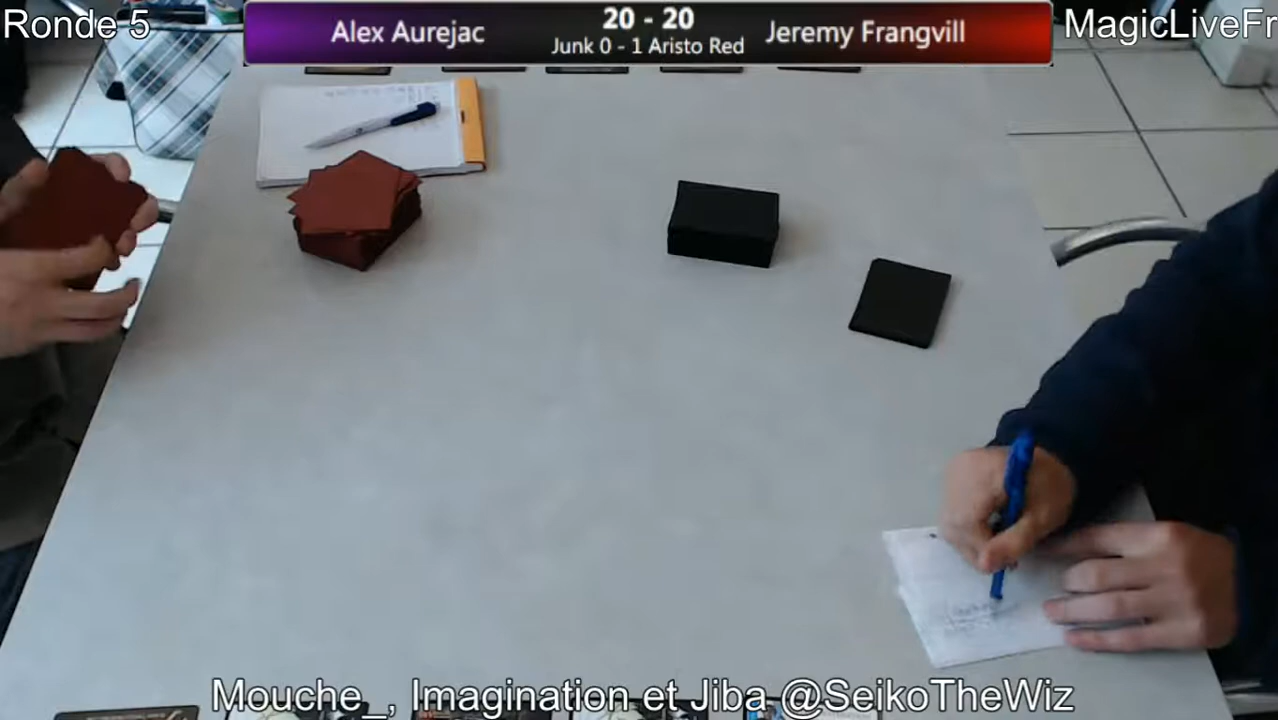 Ronde 5
Alex Aurejac
20 - 20
Junk 0 - 1 Aristo Red
Jeremy Frangvill
MagicLiveFr
Mouche_, Imagination et Jiba @SeikoTheWiz